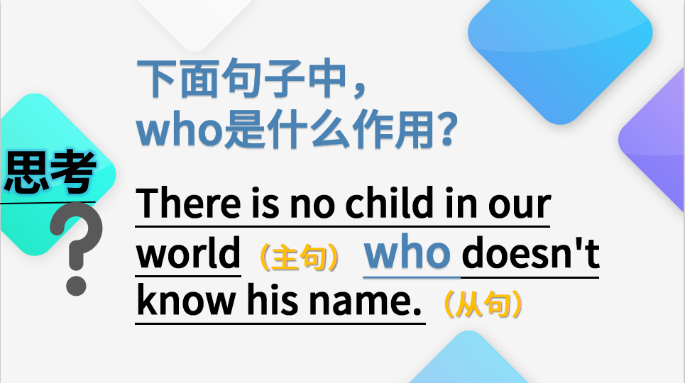 下面句子中，
who是什么作用？
思考
？
There is no child in our
world（主句） who doesn't
know his name.（从句）